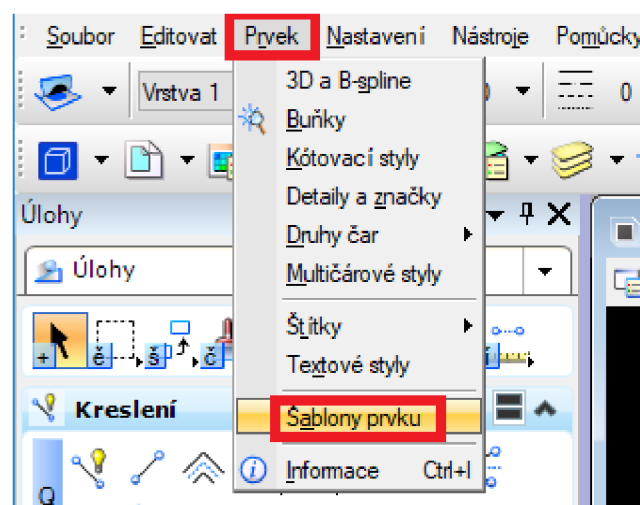 Soubor Editovat Prvek Nastavení Nástroje Pomůcky
Vrstva 1
0
3D a B-spline
Buňky
Kótovací styly
Detaily a značky
Druhy čar
Multičárové styly
Štítky
Textové styly
Šablony prvku
Informace Ctrl+I
Úlohy
Úlohy
+ ě š č
Kreslení
Q